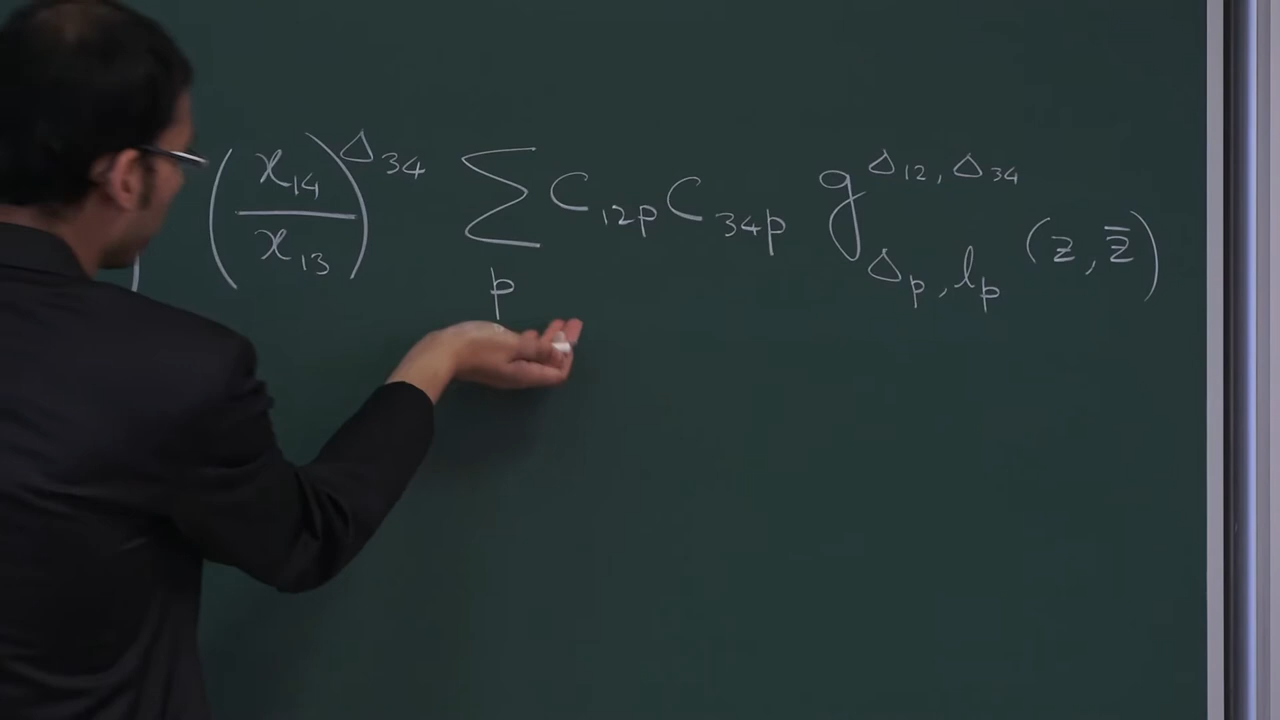 (x₁₄/x₁₃)^Δ₃₄ Σ_p C₁₂ₚ C₃₄ₚ g^{Δ₁₂, Δ₃₄}_{Δₚ, lₚ} (z, z̄)